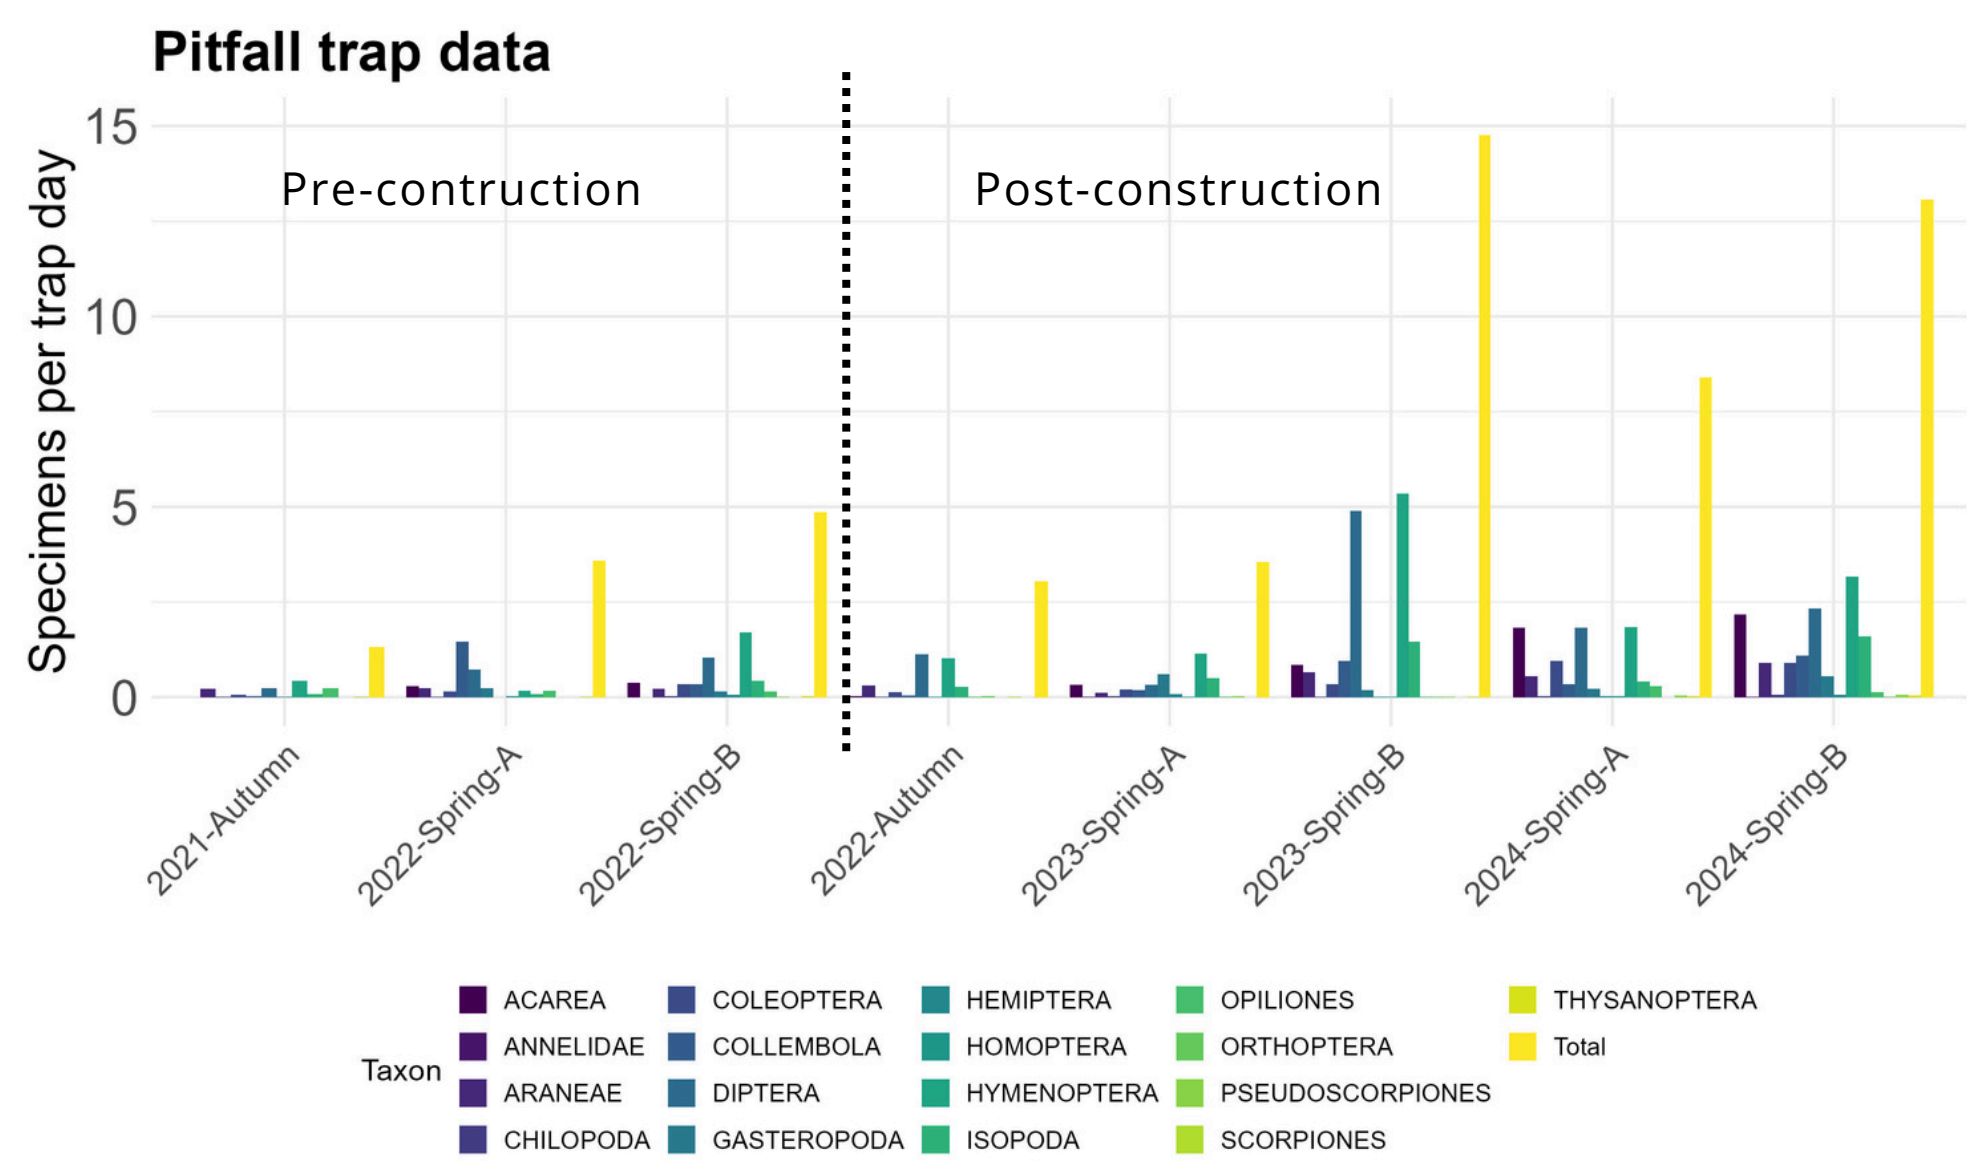 Pitfall trap data
Specimens per trap day
15
10
5
0
Pre-contruction
Post-construction
2021-Autumn
2022-Spring-A
2022-Spring-B
2022-Autumn
2023-Spring-A
2023-Spring-B
2024-Spring-A
2024-Spring-B
Taxon
ACAREA
ANNELIDAE
ARANEAE
CHILOPODA
COLEOPTERA
COLLEMBOLA
DIPTERA
GASTEROPODA
HEMIPTERA
HOMOPTERA
HYMENOPTERA
ISOPODA
OPILIONES
ORTHOPTERA
PSEUDOSCORPIONES
SCORPIONES
THYSANOPTERA
Total